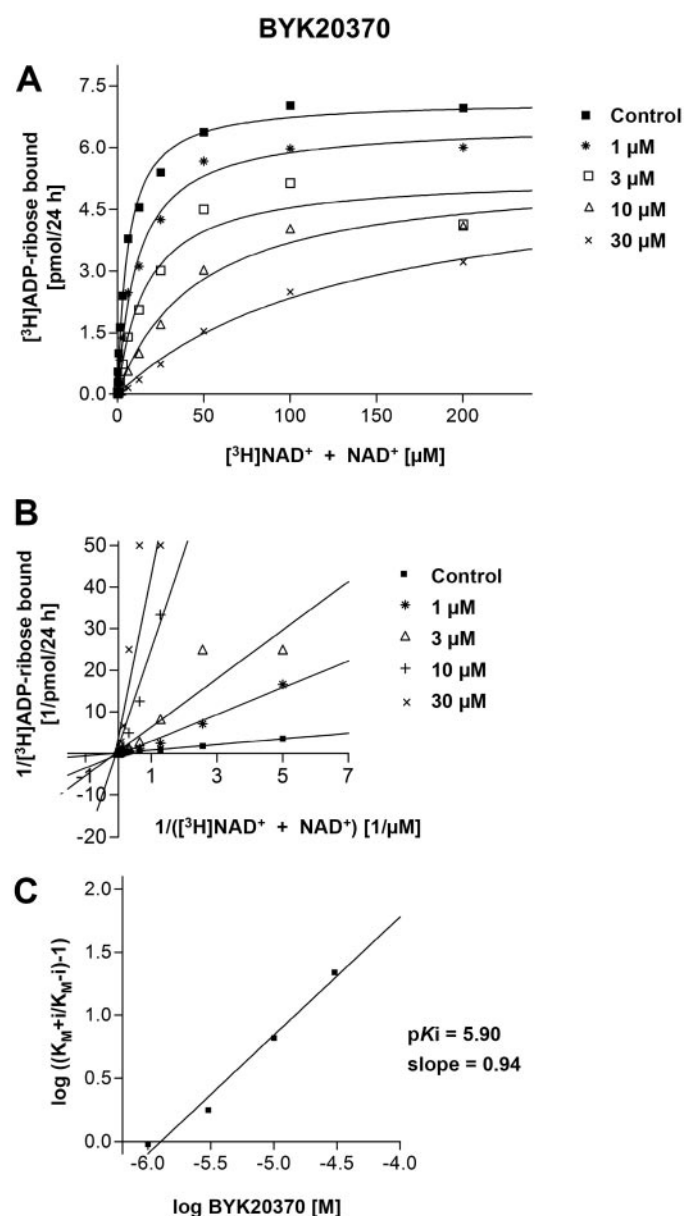 BYK20370
A
[³H]ADP-ribose bound
[pmol/24 h]
7.5
6.0
4.5
3.0
1.5
0.0
0
50
100
150
200
[³H]NAD⁺ + NAD⁺ [µM]
Control
1 µM
3 µM
10 µM
30 µM
B
1/[³H]ADP-ribose bound
[1/pmol/24 h]
50
40
30
20
10
-10
-20
-1
1
3
5
7
1/([³H]NAD⁺ + NAD⁺) [1/µM]
Control
1 µM
3 µM
10 µM
30 µM
C
log ((K_M+i/K_M-i)-1)
2.0
1.5
1.0
0.5
0.0
-6.0
-5.5
-5.0
-4.5
-4.0
log BYK20370 [M]
pKi = 5.90
slope = 0.94